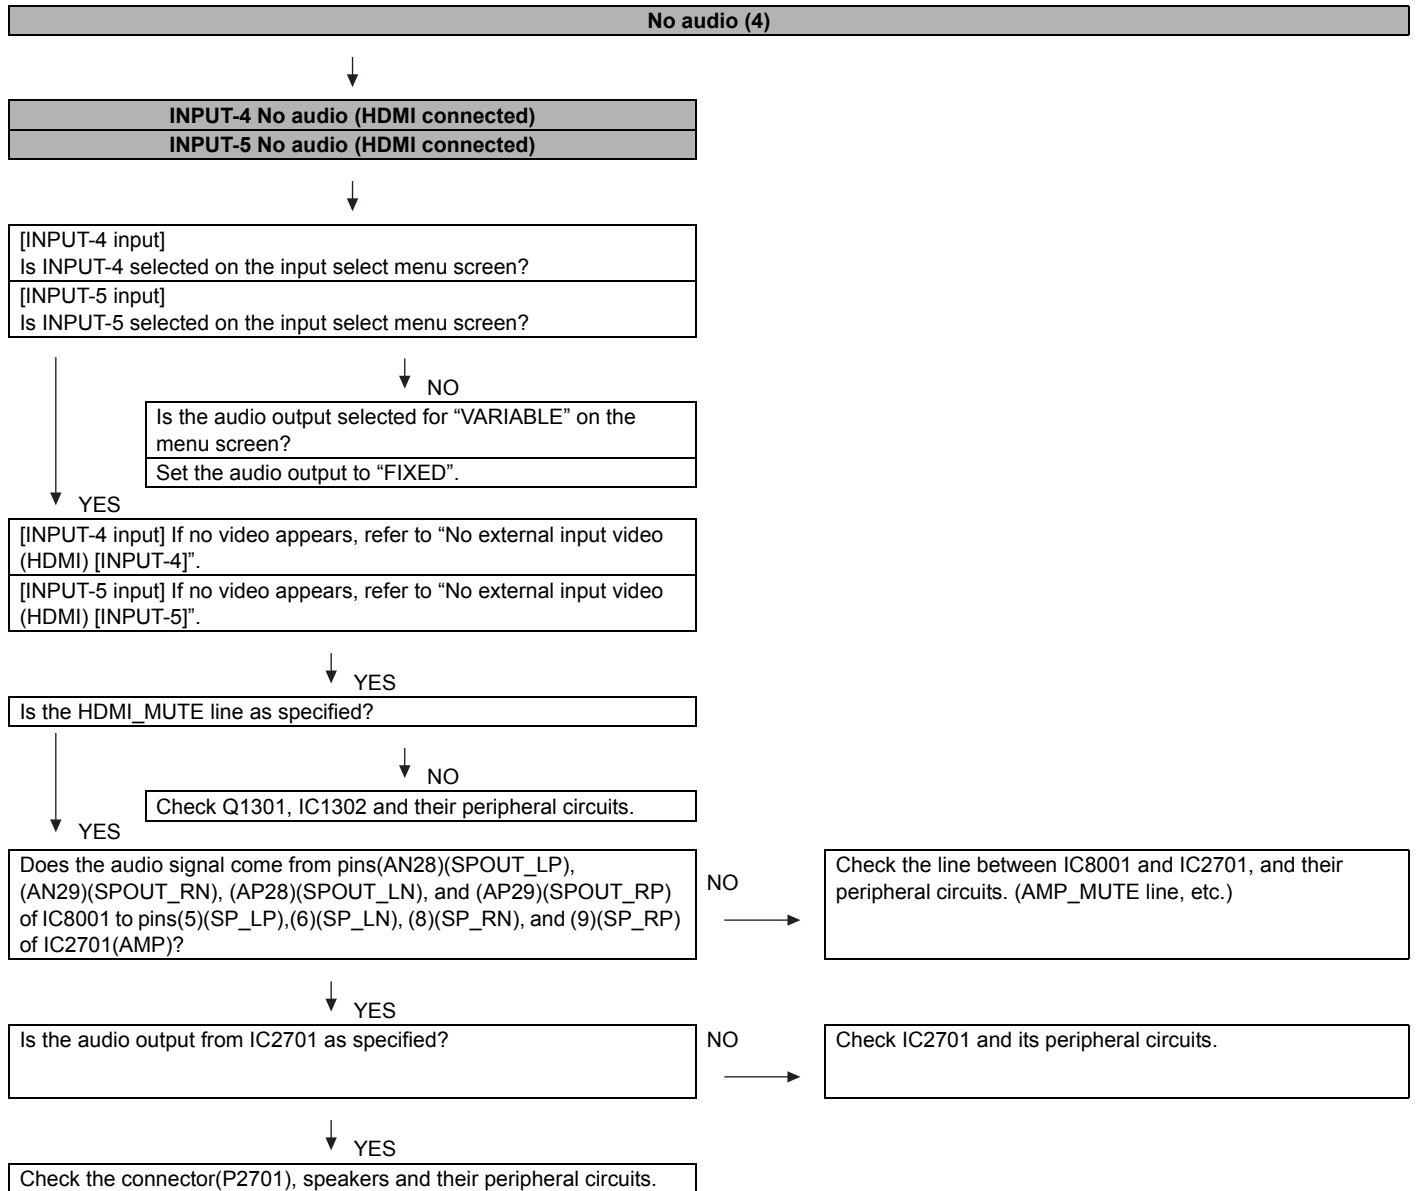 No audio (4)
INPUT-4 No audio (HDMI connected)
INPUT-5 No audio (HDMI connected)
[INPUT-4 input]
Is INPUT-4 selected on the input select menu screen?
[INPUT-5 input]
Is INPUT-5 selected on the input select menu screen?
NO
Is the audio output selected for “VARIABLE” on the
menu screen?
Set the audio output to “FIXED”.
YES
[INPUT-4 input] If no video appears, refer to “No external input video
(HDMI) [INPUT-4]”.
[INPUT-5 input] If no video appears, refer to “No external input video
(HDMI) [INPUT-5]”.
YES
Is the HDMI_MUTE line as specified?
NO
Check Q1301, IC1302 and their peripheral circuits.
YES
Does the audio signal come from pins(AN28)(SPOUT_LP),
(AN29)(SPOUT_RN), (AP28)(SPOUT_LN), and (AP29)(SPOUT_RP)
of IC8001 to pins(5)(SP_LP),(6)(SP_LN), (8)(SP_RN), and (9)(SP_RP)
of IC2701(AMP)?
NO
Check the line between IC8001 and IC2701, and their
peripheral circuits. (AMP_MUTE line, etc.)
YES
Is the audio output from IC2701 as specified?
NO
Check IC2701 and its peripheral circuits.
YES
Check the connector(P2701), speakers and their peripheral circuits.